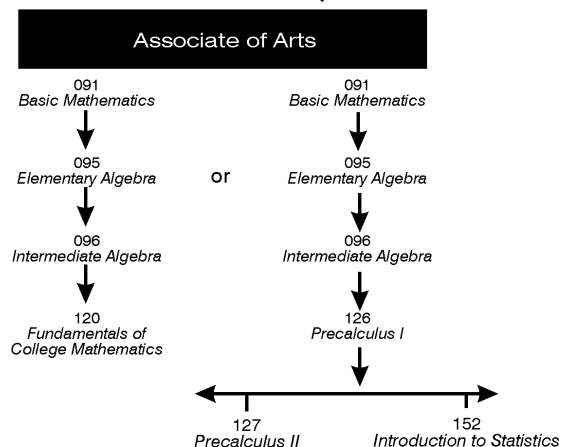 Associate of Arts
091
Basic Mathematics
095
Elementary Algebra
096
Intermediate Algebra
120
Fundamentals of
College Mathematics
or
091
Basic Mathematics
095
Elementary Algebra
096
Intermediate Algebra
126
Precalculus I
127
Precalculus II
152
Introduction to Statistics